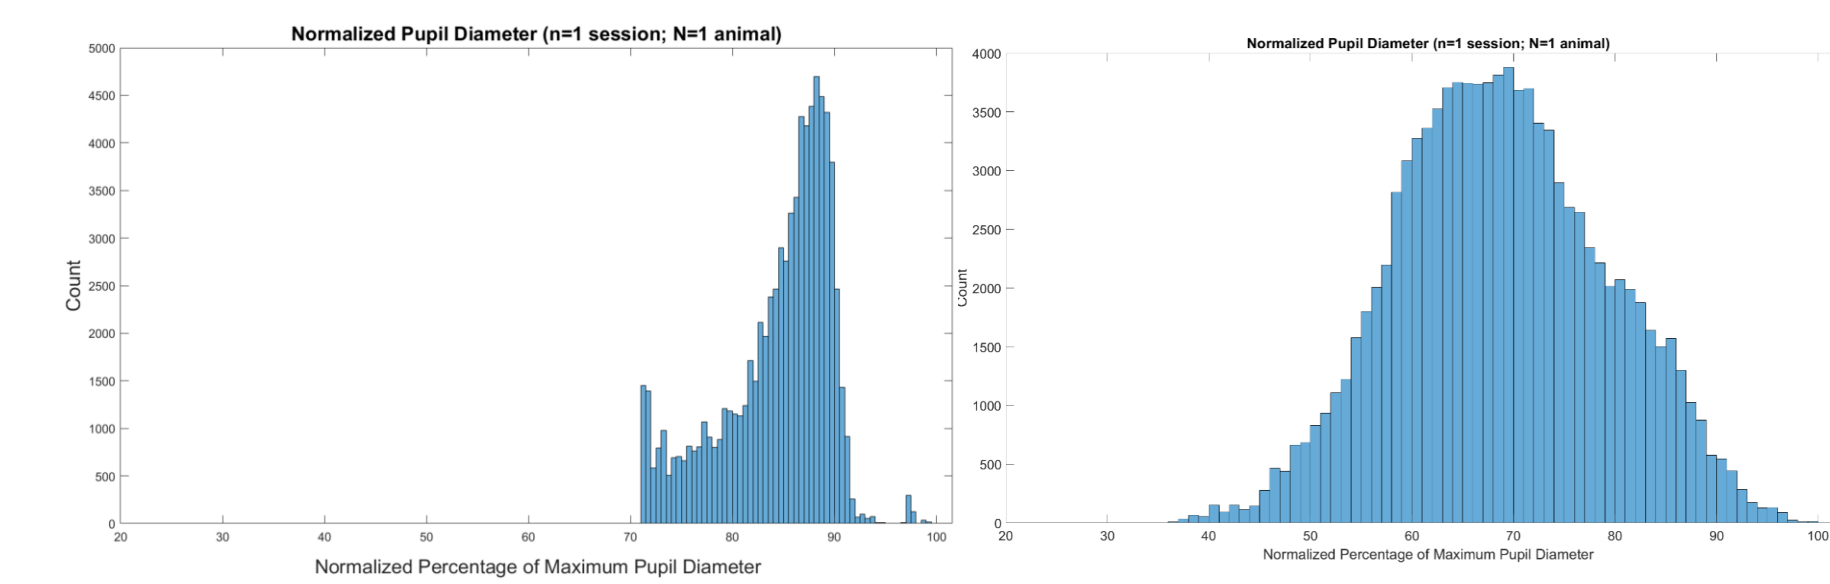 Normalized Pupil Diameter (n=1 session; N=1 animal)
5000
4500
4000
3500
3000
2500
2000
1500
1000
500
0
Count
20 30 40 50 60 70 80 90 100
Normalized Percentage of Maximum Pupil Diameter
Normalized Pupil Diameter (n=1 session; N=1 animal)
4000
3500
3000
2500
2000
1500
1000
500
0
Count
20 30 40 50 60 70 80 90 100
Normalized Percentage of Maximum Pupil Diameter